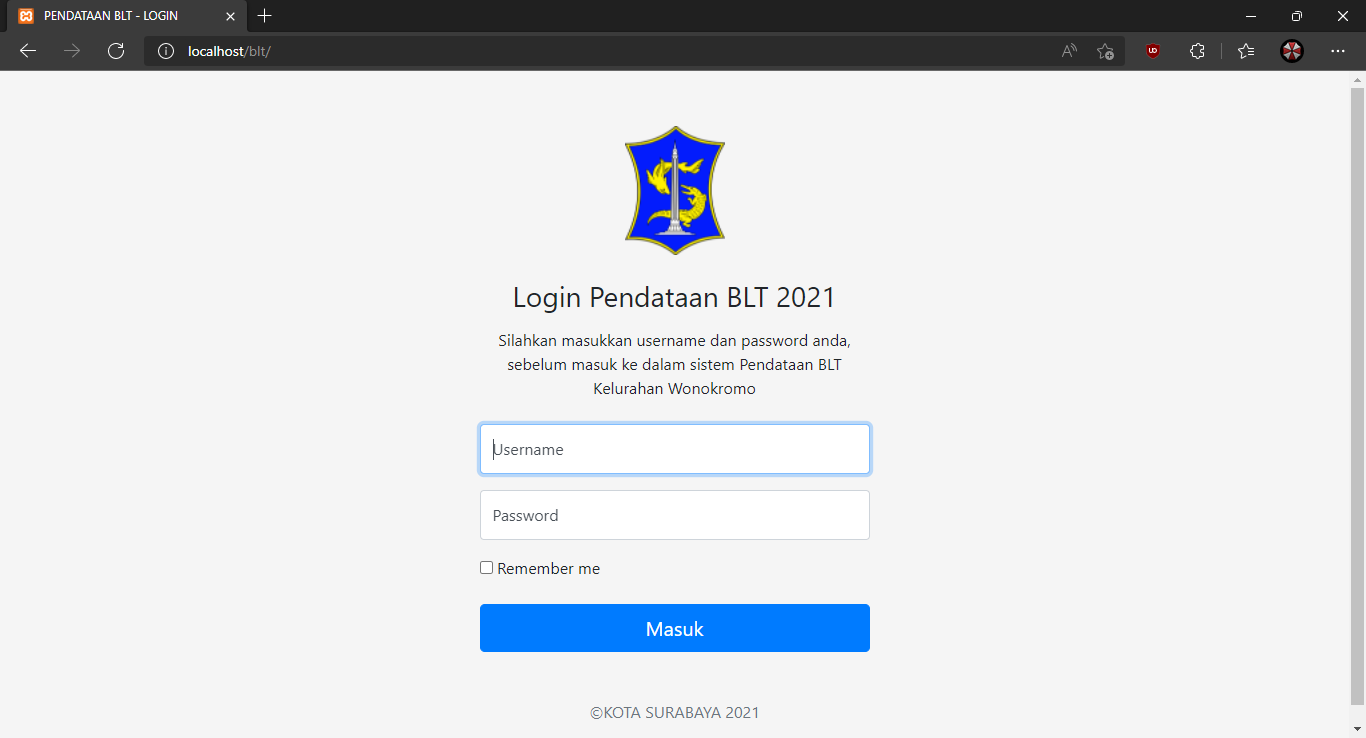 PENDATAAN BLT - LOGIN
localhost/blt/
Login Pendataan BLT 2021
Silahkan masukkan username dan password anda,
sebelum masuk ke dalam sistem Pendataan BLT
Kelurahan Wonokromo
Username
Password
Remember me
Masuk
©KOTA SURABAYA 2021